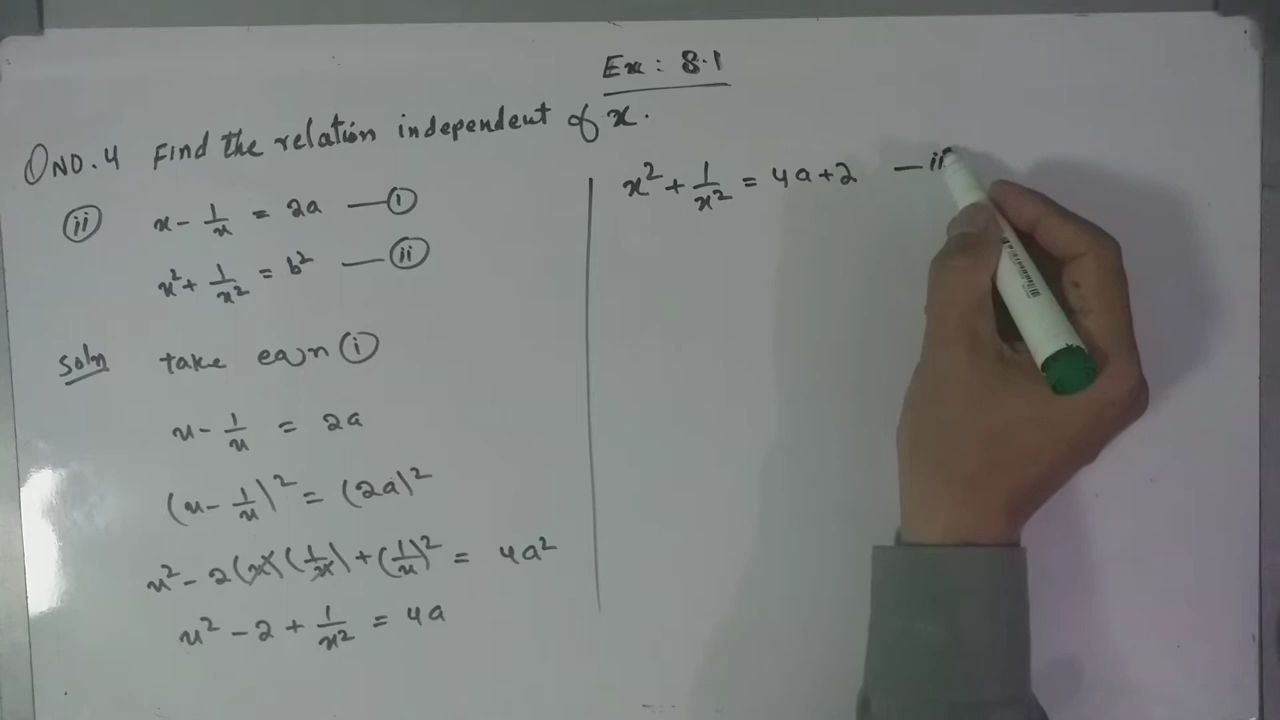 Ex: 8.1
QNO.4 Find the relation independent of x.
(ii) x - 1/x = 2a —(i)
x² + 1/x² = b² —(ii)
Soln take eqn (i)
x - 1/x = 2a
(x - 1/x)² = (2a)²
x² - 2(x)(1/x) + (1/x)² = 4a²
x² - 2 + 1/x² = 4a
x² + 1/x² = 4a+2 — ii